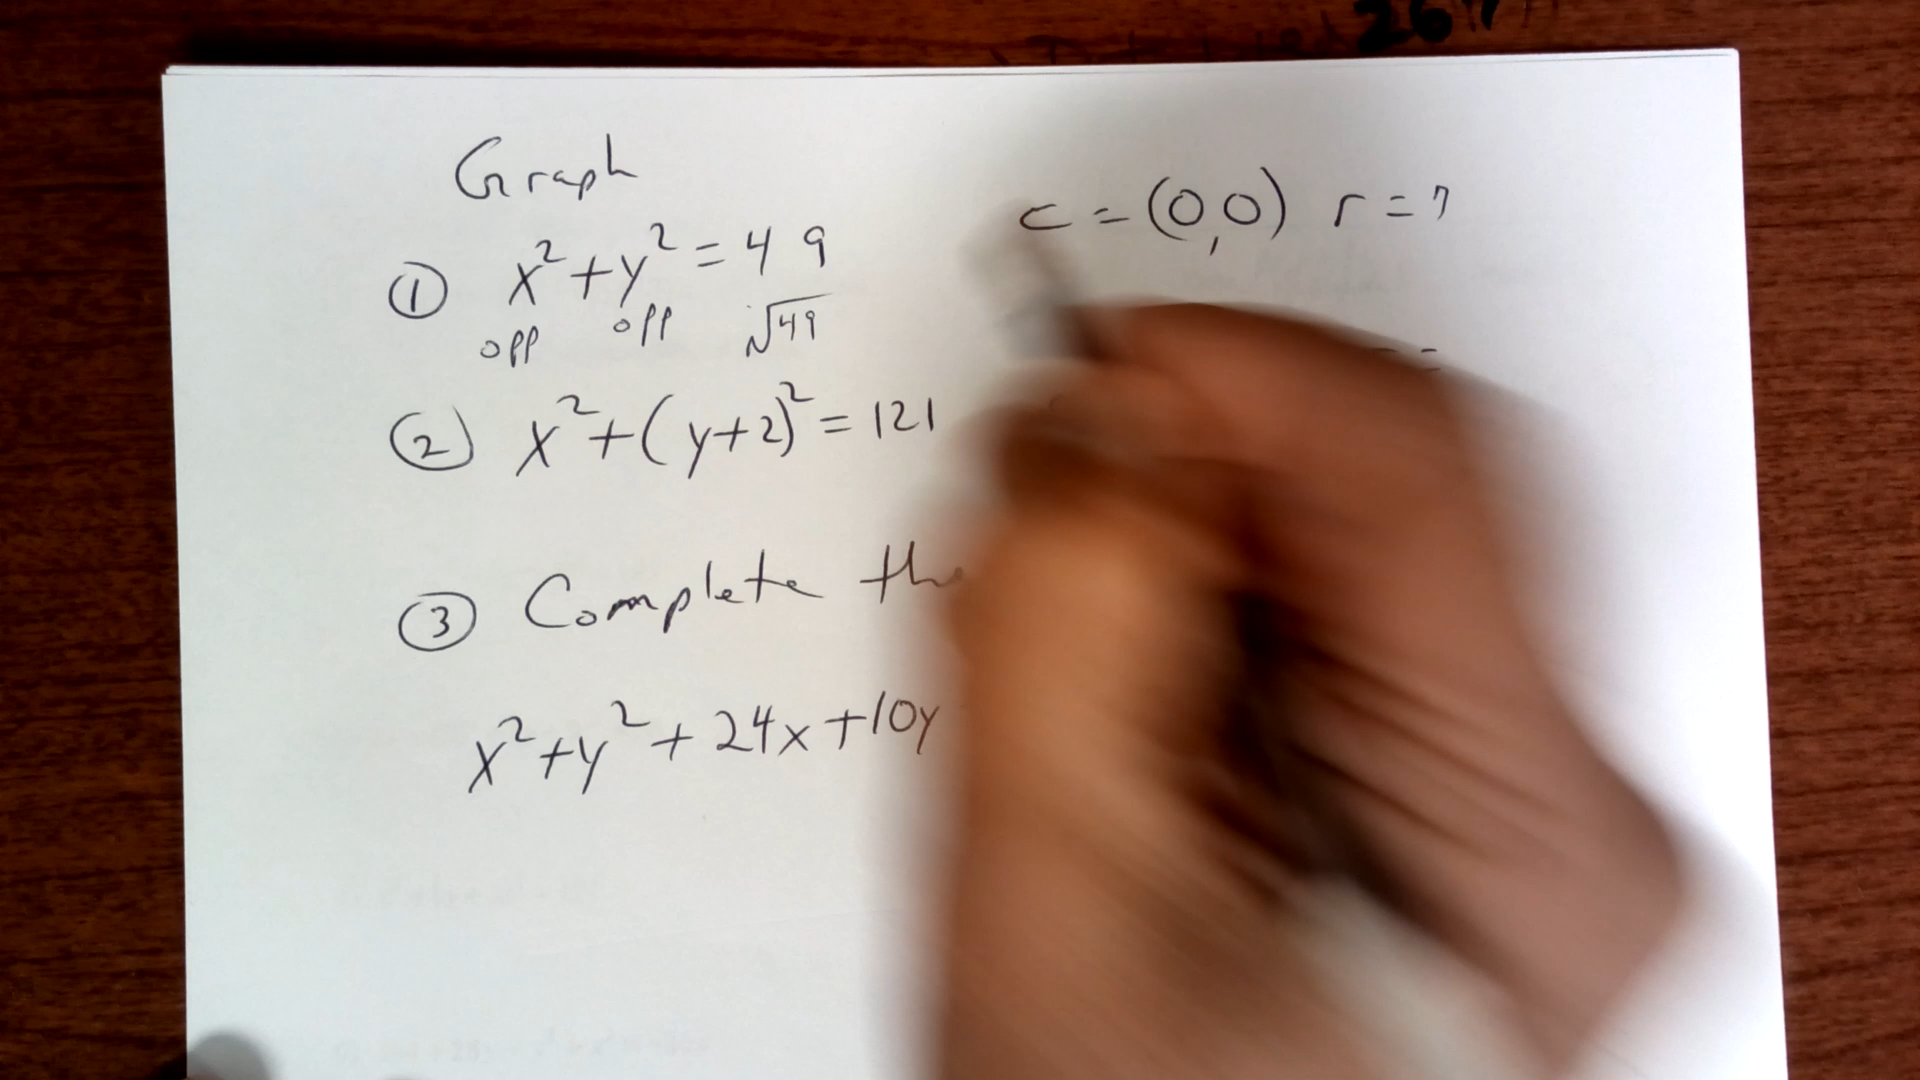 Graph
c = (0,0) r = 7
① x² + y² = 49
opp opp √49
=
② x² + (y+2)² = 121
③ Complete the
x² + y² + 24x + 10y